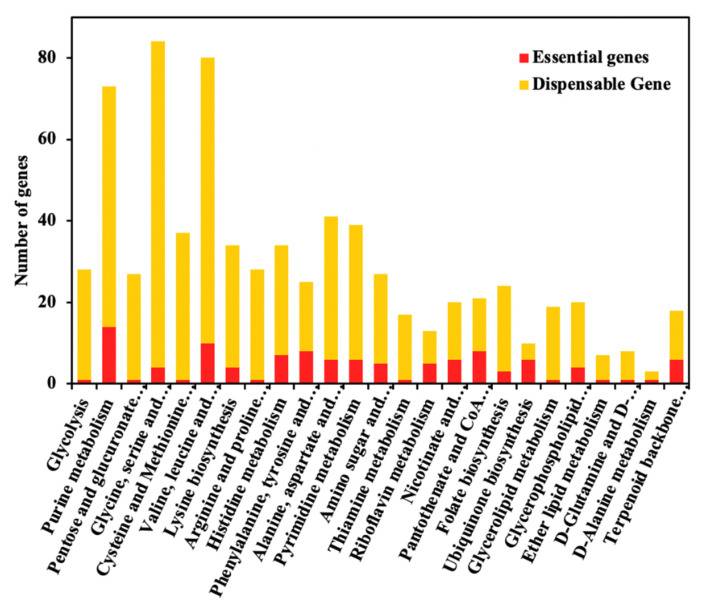 80
60
40
20
0
Number of genes
Essential genes
Dispensable Gene
Glycolysis
Purine metabolism
Pentose and glucuronate…
Glycine, serine and…
Cysteine and Methionine…
Valine, leucine and…
Lysine biosynthesis
Arginine and proline…
Histidine metabolism
Phenylalanine, tyrosine and…
Alanine, aspartate and…
Pyrimidine metabolism
Amino sugar and…
Thiamine metabolism
Riboflavin metabolism
Nicotinate and…
Pantothenate and CoA…
Folate biosynthesis
Ubiquinone biosynthesis
Glycerolipid metabolism
Glycerophospholipid…
Ether lipid metabolism
D-Glutamine and D-…
D-Alanine metabolism
Terpenoid backbone…